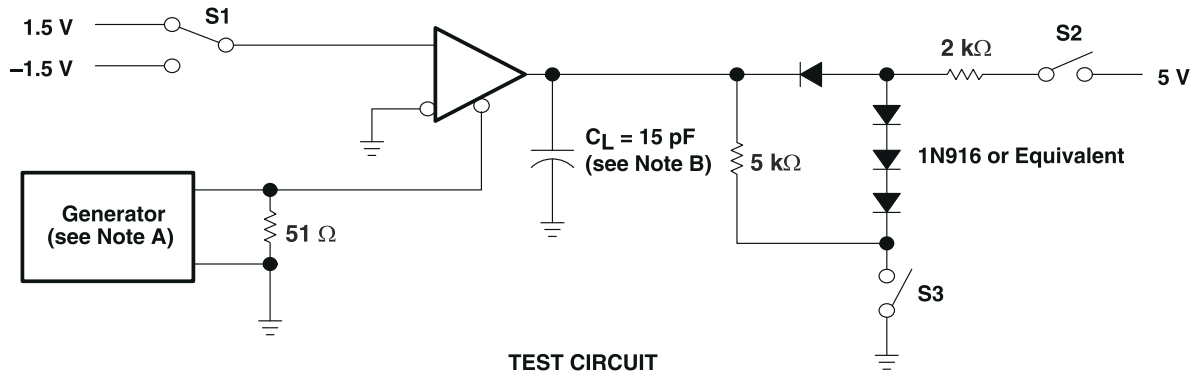 1.5 V
S1
–1.5 V
2 kΩ
S2
5 V
CL = 15 pF
(see Note B)
5 kΩ
1N916 or Equivalent
Generator
(see Note A)
51 Ω
S3
TEST CIRCUIT